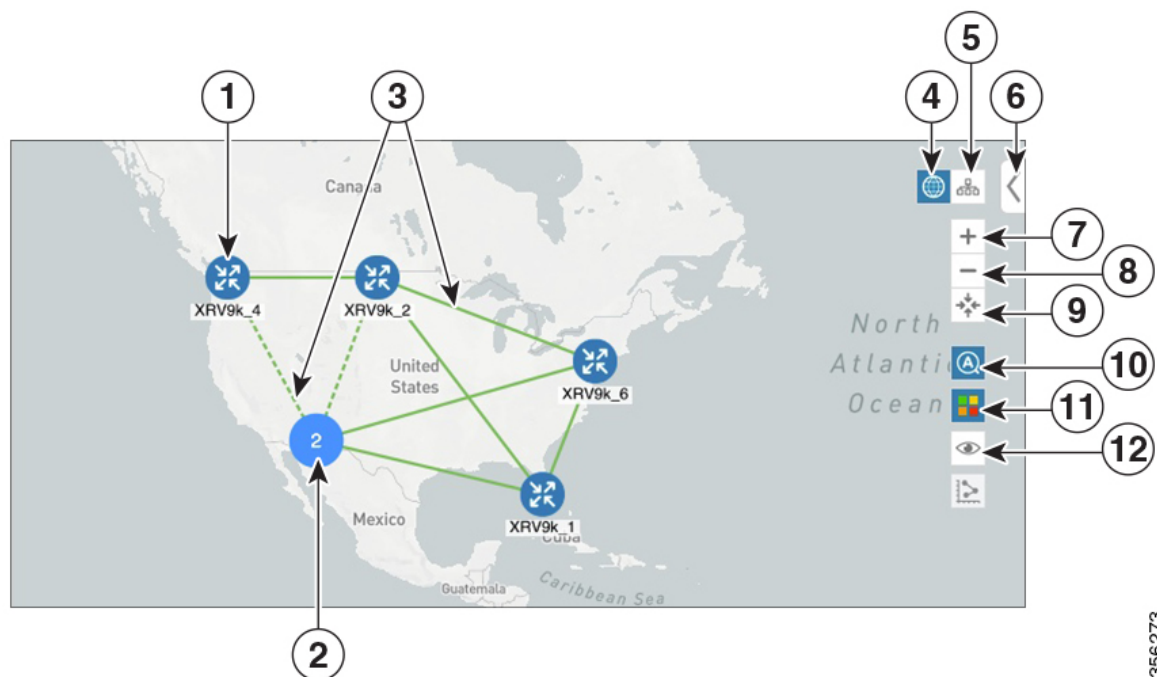 5
1
3
4
6
Canada
7
8
XRV9k_4
XRV9k_2
9
North
United
States
Atlantic
A
10
XRV9k_6
Ocean
11
2
12
Mexico
XRV9k_1
Cuba
Guatemala
Caribbean Sea
2
356273